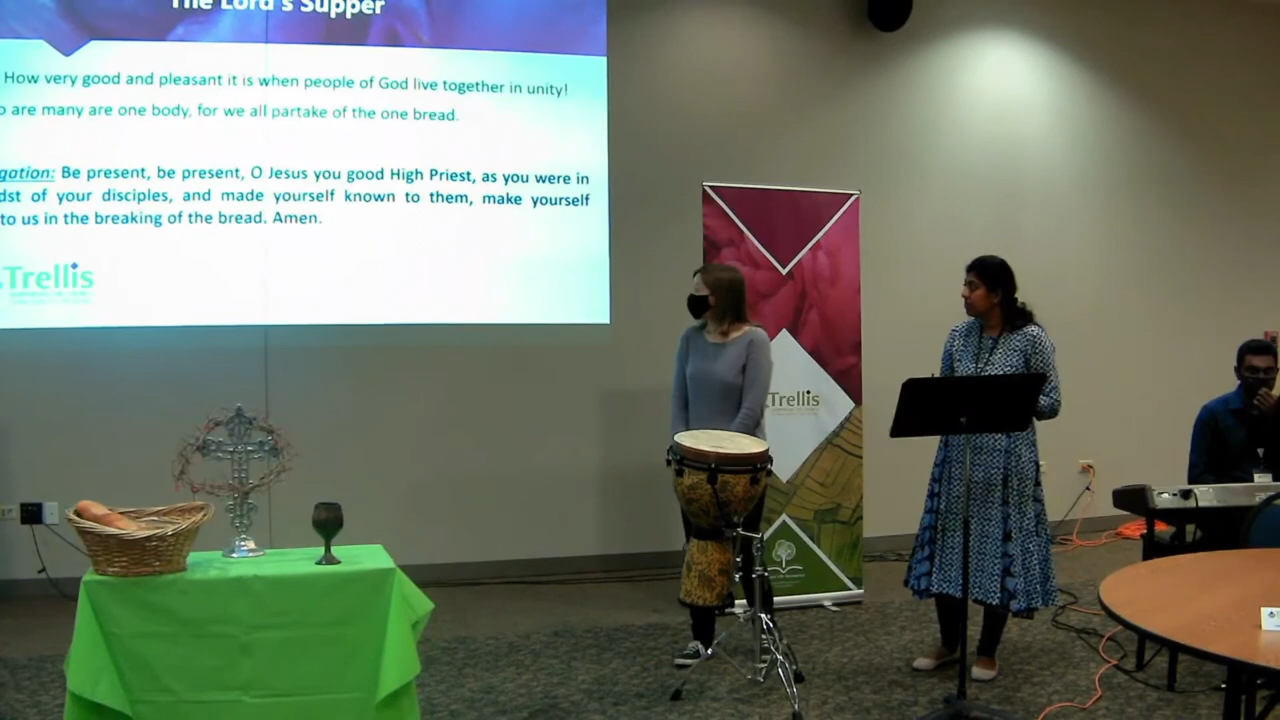 The Lord's Supper
How very good and pleasant it is when people of God live together in unity!
are many are one body, for we all partake of the one bread.
gation: Be present, be present, O Jesus you good High Priest, as you were in
dst of your disciples, and made yourself known to them, make yourself
to us in the breaking of the bread. Amen.
Trellis
Trellis